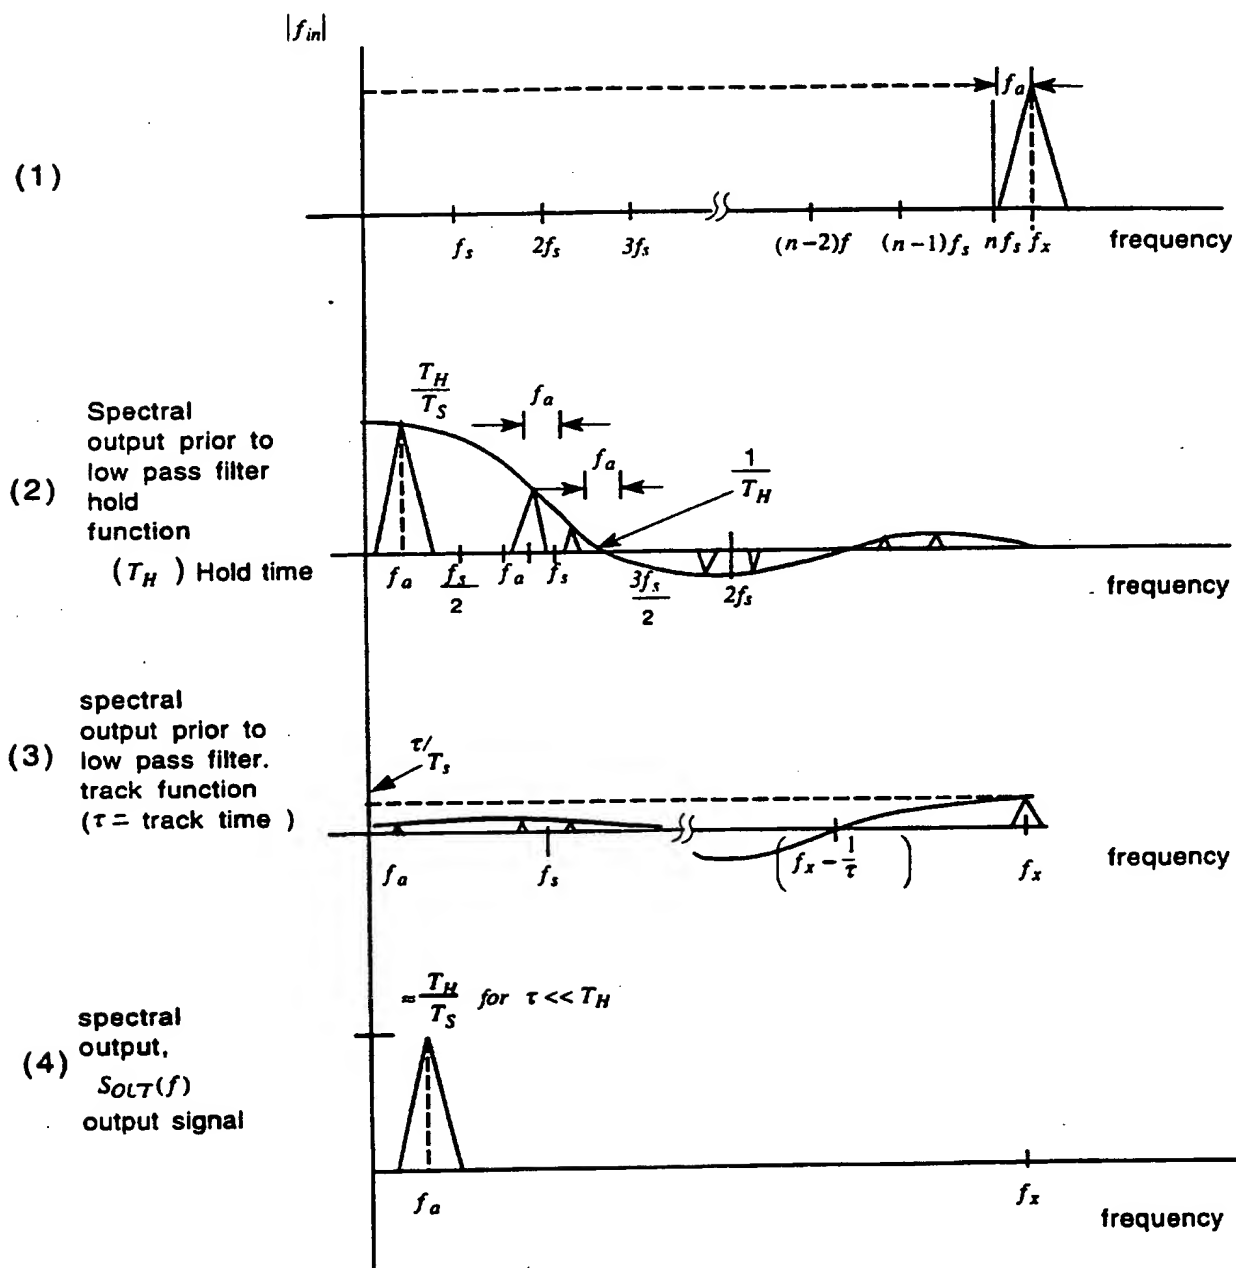 |f_in|
f_a
(1)
f_s 2f_s 3f_s (n-2)f (n-1)f_s nf_s f_x frequency
T_H/T_S
f_a
f_a
1/T_H
(2)
Spectral
output prior to
low pass filter
hold
function
(T_H) Hold time
f_a f_s/2 f_a f_s 3f_s/2 2f_s frequency
(3)
spectral
output prior to
low pass filter.
track function
(τ = track time )
τ/T_s
f_a f_s (f_x - 1/τ) f_x frequency
≈ T_H/T_S for τ << T_H
(4)
spectral
output,
S_OLT(f)
output signal
f_a f_x frequency